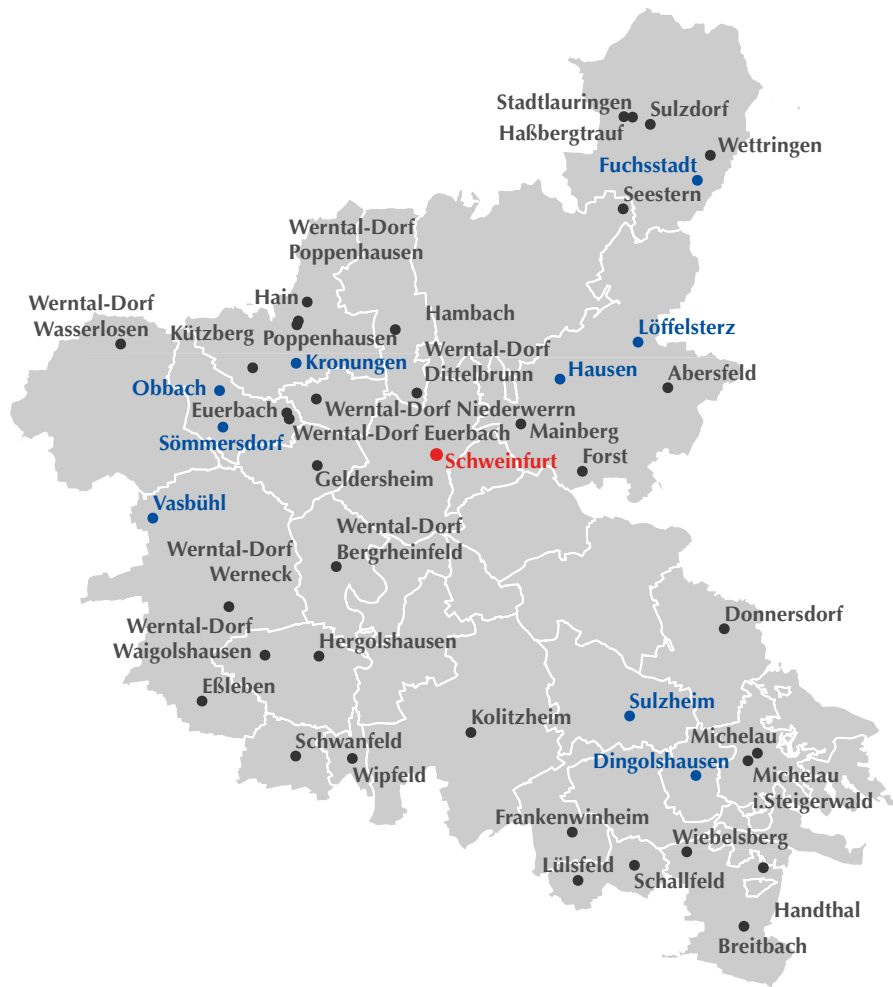 Stadtlauringen
Sulzdorf
Haßbergtrauf
Wettringen
Fuchsstadt
Seestern
Werntal-Dorf
Poppenhausen
Hain
Werntal-Dorf
Wasserlosen
Kützberg
Poppenhausen
Hambach
Löffelsterz
Kronungen
Werntal-Dorf
Dittelbrunn
Hausen
Abersfeld
Obbach
Euerbach
Werntal-Dorf Niederwerrn
Sömmersdorf
Werntal-Dorf Euerbach
Mainberg
Schweinfurt
Forst
Geldersheim
Vasbühl
Werntal-Dorf
Bergrheinfeld
Werntal-Dorf
Werneck
Donnersdorf
Werntal-Dorf
Waigolshausen
Hergolshausen
Eßleben
Sulzheim
Kolitzheim
Schwanfeld
Wipfeld
Michelau
Dingolshausen
Michelau
i.Steigerwald
Frankenwinheim
Wiebelsberg
Lülsfeld
Schallfeld
Handthal
Breitbach